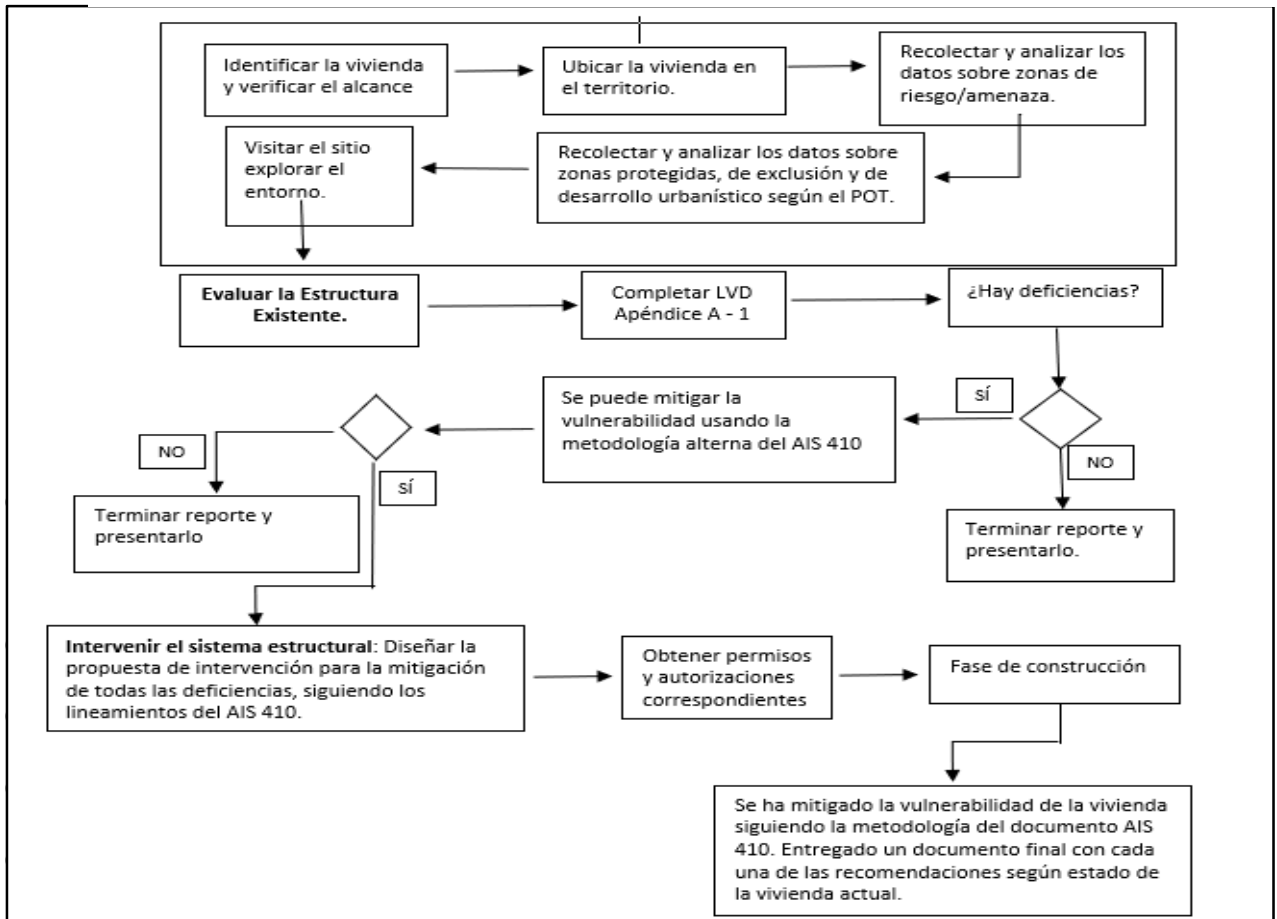 Identificar la vivienda
y verificar el alcance
Ubicar la vivienda en
el territorio.
Recolectar y analizar los
datos sobre zonas de
riesgo/amenaza.
Recolectar y analizar los datos sobre
zonas protegidas, de exclusión y de
desarrollo urbanístico según el POT.
Visitar el sitio
explorar el
entorno.
Evaluar la Estructura
Existente.
Completar LVD
Apéndice A - 1
¿Hay deficiencias?
SÍ
NO
Terminar reporte y
presentarlo.
Se puede mitigar la
vulnerabilidad usando la
metodología alterna del AIS 410
NO
SÍ
Terminar reporte y
presentarlo
Intervenir el sistema estructural: Diseñar la
propuesta de intervención para la mitigación
de todas las deficiencias, siguiendo los
lineamientos del AIS 410.
Obtener permisos
y autorizaciones
correspondientes
Fase de construcción
Se ha mitigado la vulnerabilidad de la vivienda
siguiendo la metodología del documento AIS
410. Entregado un documento final con cada
una de las recomendaciones según estado de
la vivienda actual.